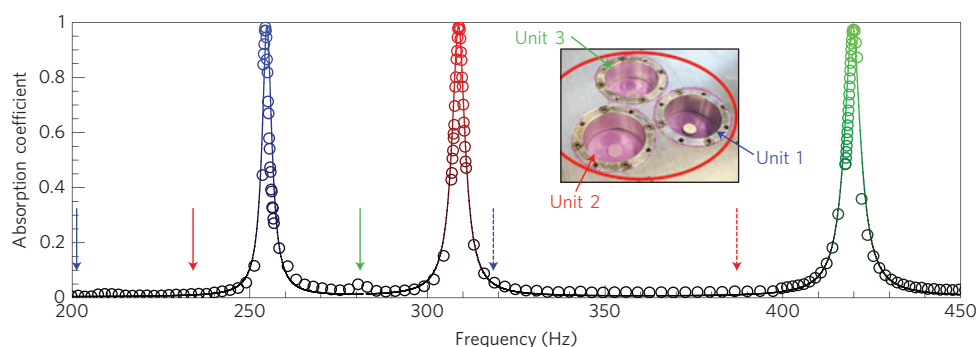 1
0.8
0.6
0.4
0.2
0
Absorption coefficient
Unit 3
Unit 1
Unit 2
200
250
300
350
400
450
Frequency (Hz)